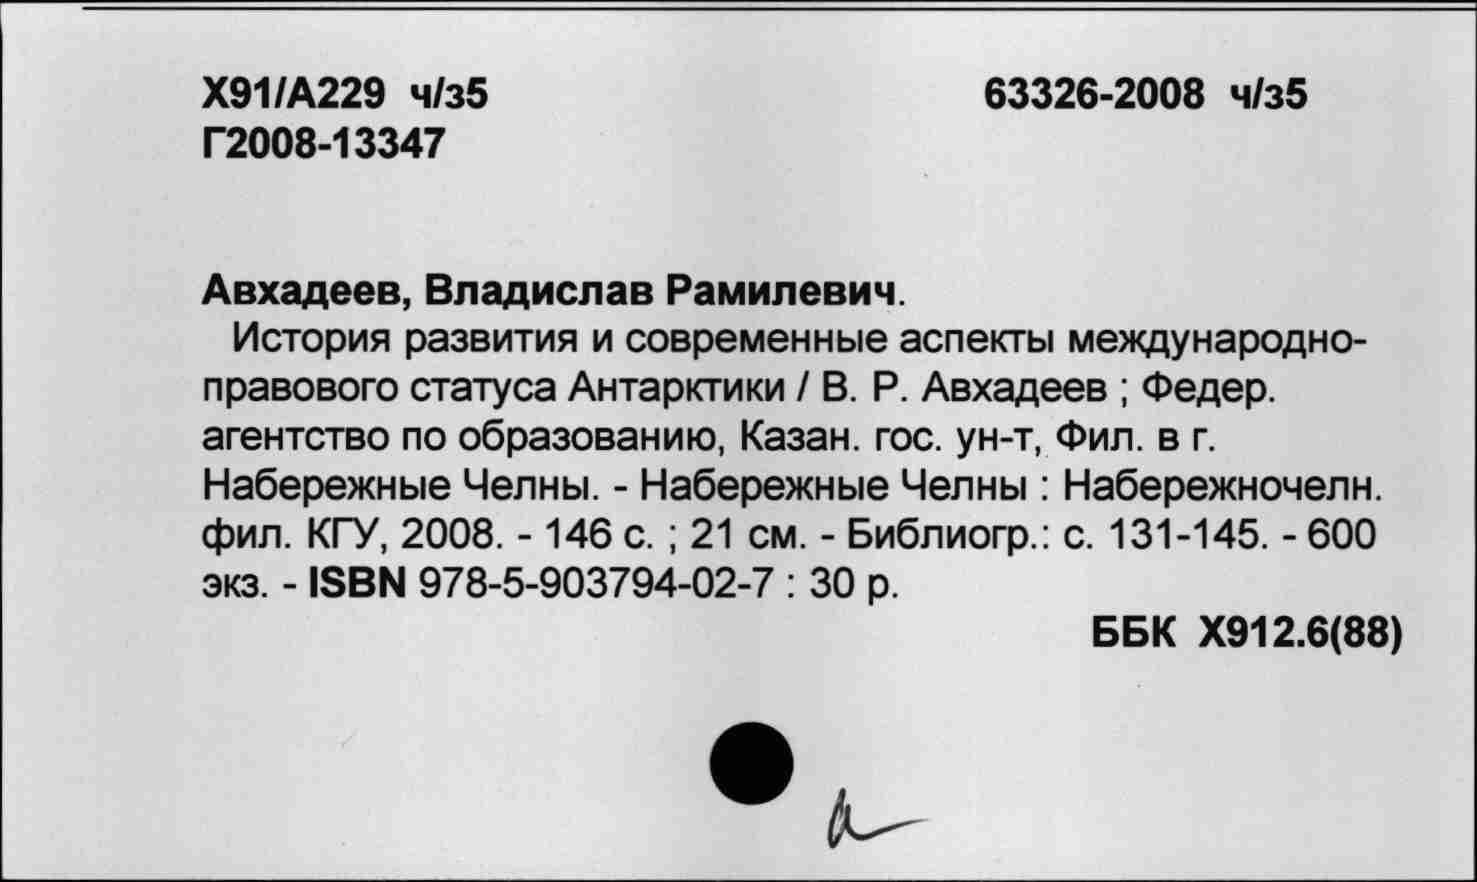 Х91/А229 ч/з5
63326-2008 ч/з5
Г2008-13347
Авхадеев, Владислав Рамилевич.
История развития и современные аспекты международно-
правового статуса Антарктики / В. Р. Авхадеев ; Федер.
агентство по образованию, Казан. гос. ун-т, Фил. в г.
Набережные Челны. - Набережные Челны : Набережночелн.
фил. КГУ, 2008. - 146 с. ; 21 см. - Библиогр.: с. 131-145. - 600
экз. - ISBN 978-5-903794-02-7 : 30 р.
ББК Х912.6(88)